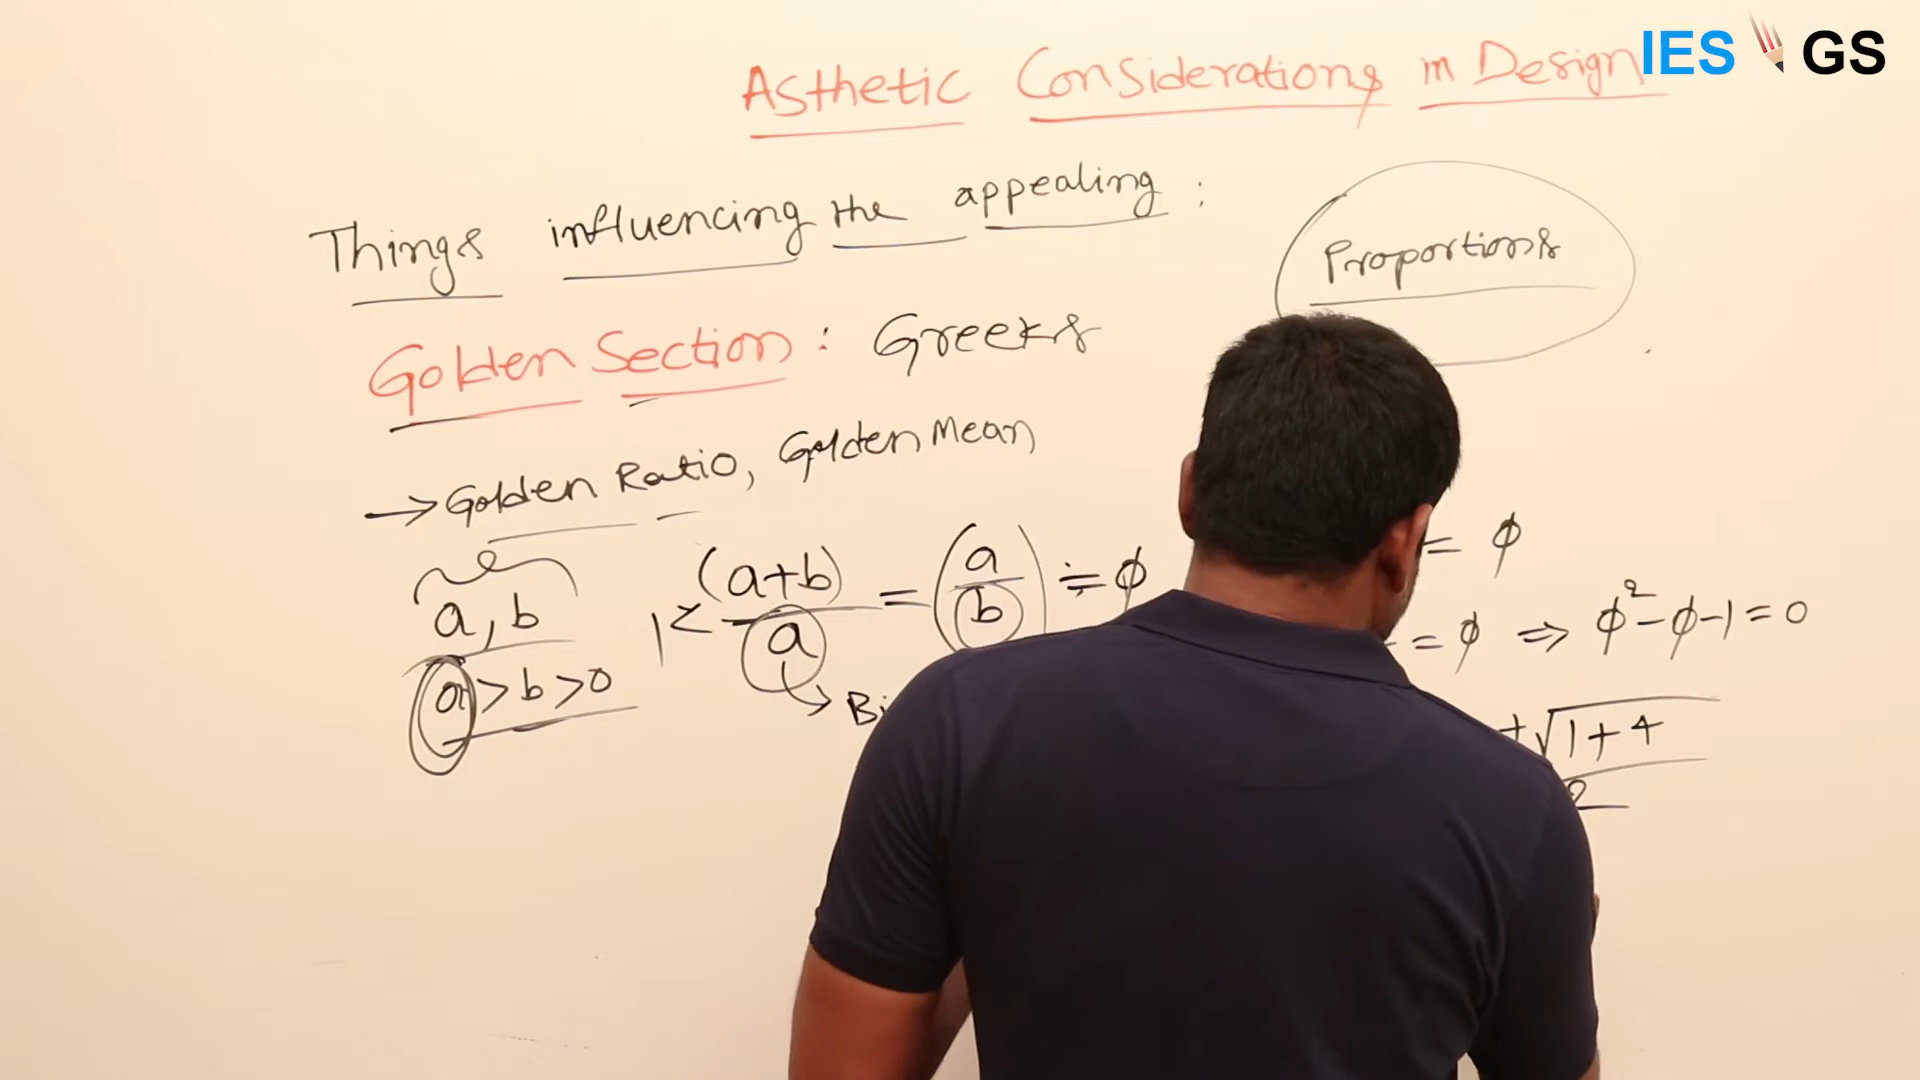 IES GS
Asthetic Considerations in Design
Things influencing the appealing :
Proportions
Golden Section : Greeks
→ Golden Ratio, Golden Mean
a, b
a > b > 0
1 < (a+b)/a = (a/b) ≒ ϕ
= ϕ
= ϕ ⇒ ϕ² - ϕ - 1 = 0
± √1+4
2